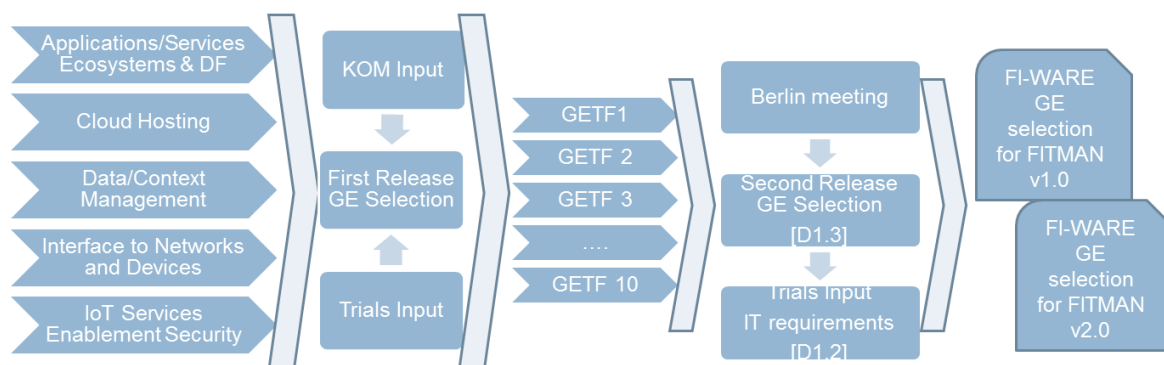 Applications/Services
Ecosystems & DF
Cloud Hosting
Data/Context
Management
Interface to Networks
and Devices
IoT Services
Enablement Security
KOM Input
First Release
GE Selection
Trials Input
GETF1
GETF 2
GETF 3
....
GETF 10
Berlin meeting
Second Release
GE Selection
[D1.3]
Trials Input
IT requirements
[D1.2]
FI-WARE
GE
selection
for FITMAN
v1.0
FI-WARE
GE
selection
for FITMAN
v2.0